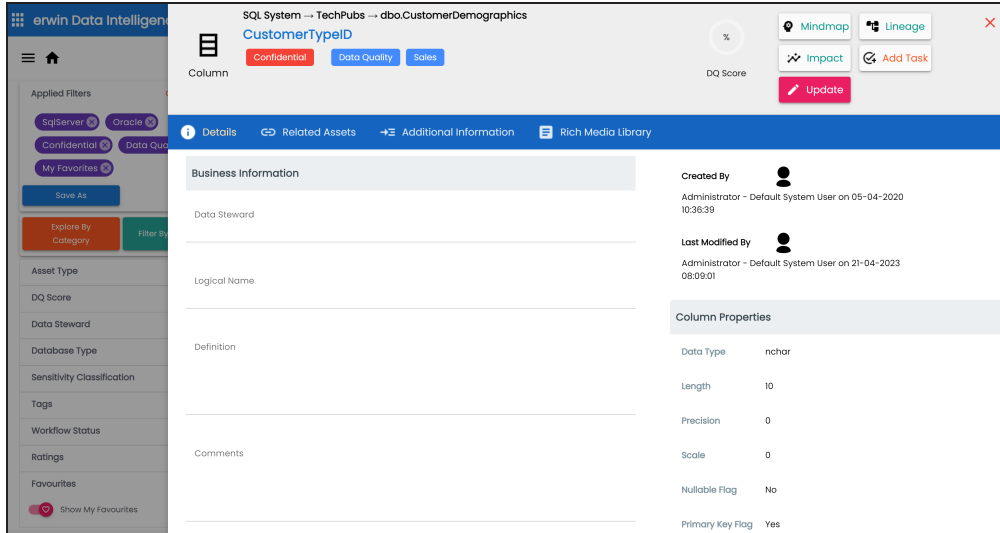 erwin Data Intelligen
Applied Filters
SqlServer
Oracle
Confidential
Data Qua
My Favorites
Save As
Explore By
Category
Filter By
Asset Type
DQ Score
Data Steward
Database Type
Sensitivity Classification
Tags
Workflow Status
Ratings
Favourites
Show My Favourites
SQL System → TechPubs → dbo.CustomerDemographics
CustomerTypeID
Column
Confidential
Data Quality
Sales
%
DQ Score
Mindmap
Lineage
Impact
Add Task
Update
Details
Related Assets
Additional Information
Rich Media Library
Business Information
Data Steward
Logical Name
Definition
Comments
Created By
Administrator - Default System User on 05-04-2020
10:36:39
Last Modified By
Administrator - Default System User on 21-04-2023
08:09:01
Column Properties
Data Type nchar
Length 10
Precision 0
Scale 0
Nullable Flag No
Primary Key Flag Yes